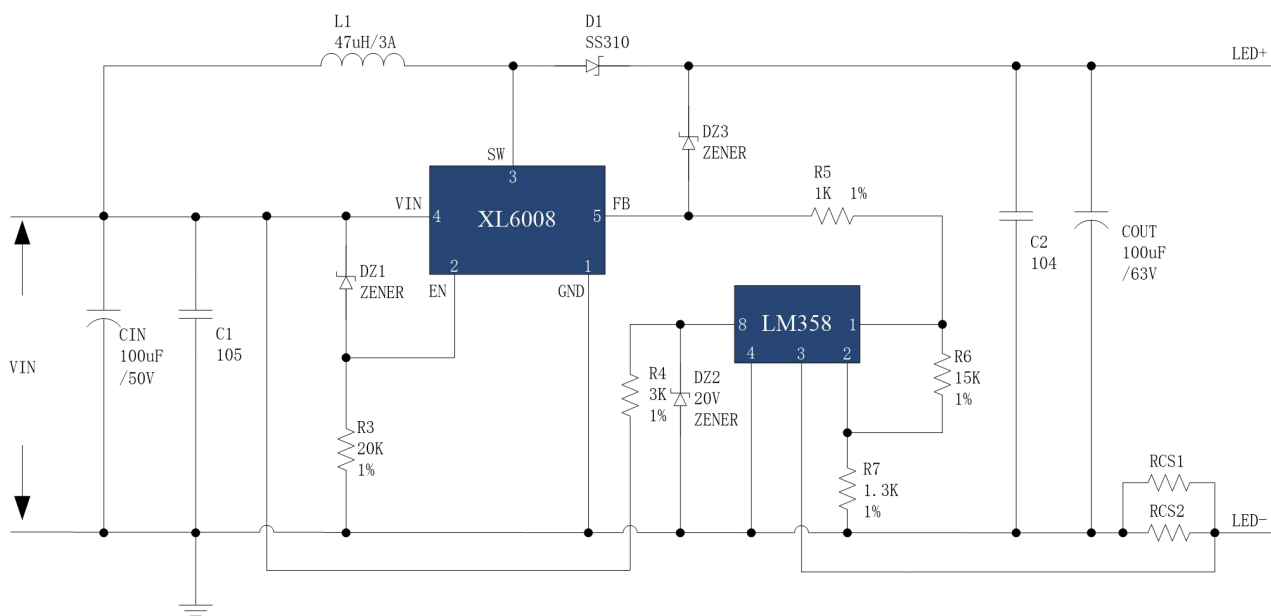 L1
47uH/3A
D1
SS310
LED+
DZ3
ZENER
SW
3
R5
1K 1%
VIN
4
XL6008
5
FB
2
1
EN
GND
DZ1
ZENER
C2
104
COUT
100uF
/63V
CIN
100uF
/50V
C1
105
VIN
8
LM358
1
4
3
2
R4
3K
1%
DZ2
20V
ZENER
R6
15K
1%
R3
20K
1%
R7
1.3K
1%
RCS1
RCS2
LED-